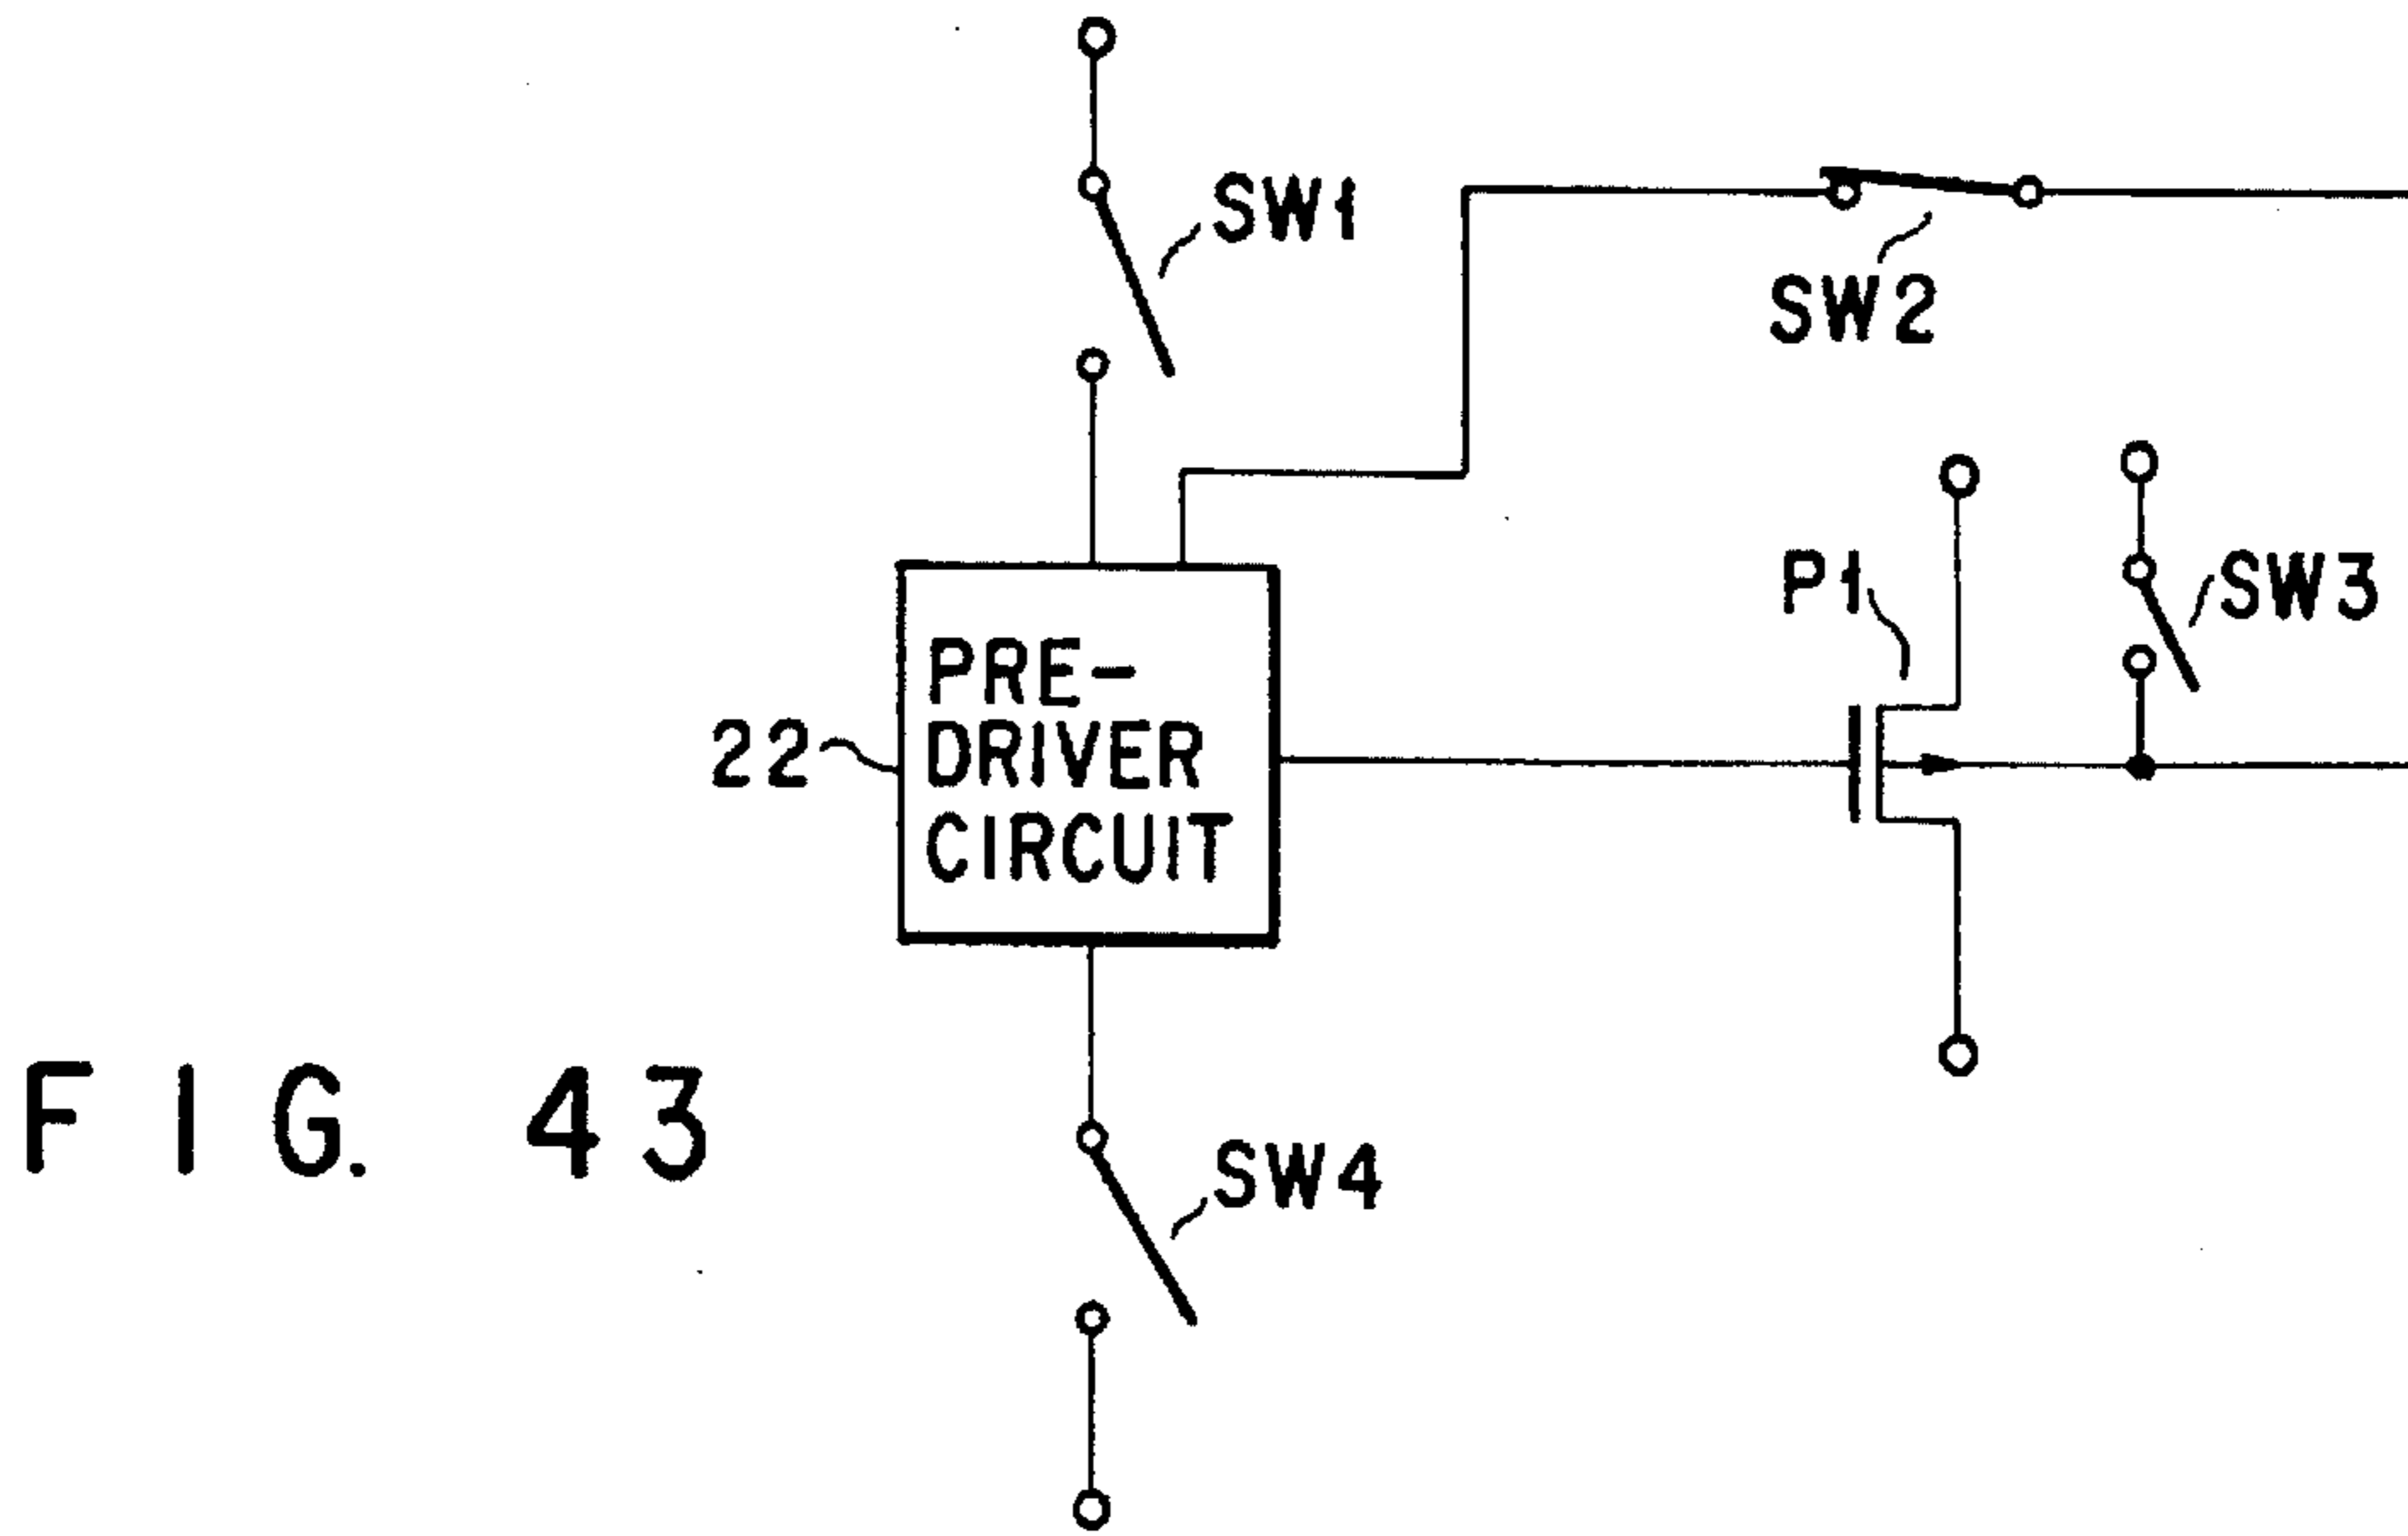 SW1
SW2
P1
SW3
PRE-
22
DRIVER
CIRCUIT
FIG. 43
SW4